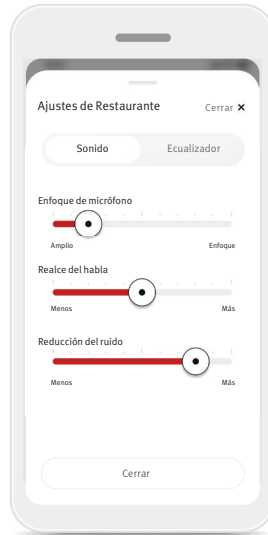 Ajustes de Restaurante Cerrar ✕
Sonido Ecualizador
Enfoque de micrófono
Amplio Enfoque
Realce del habla
Menos Más
Reducción del ruido
Menos Más
Cerrar